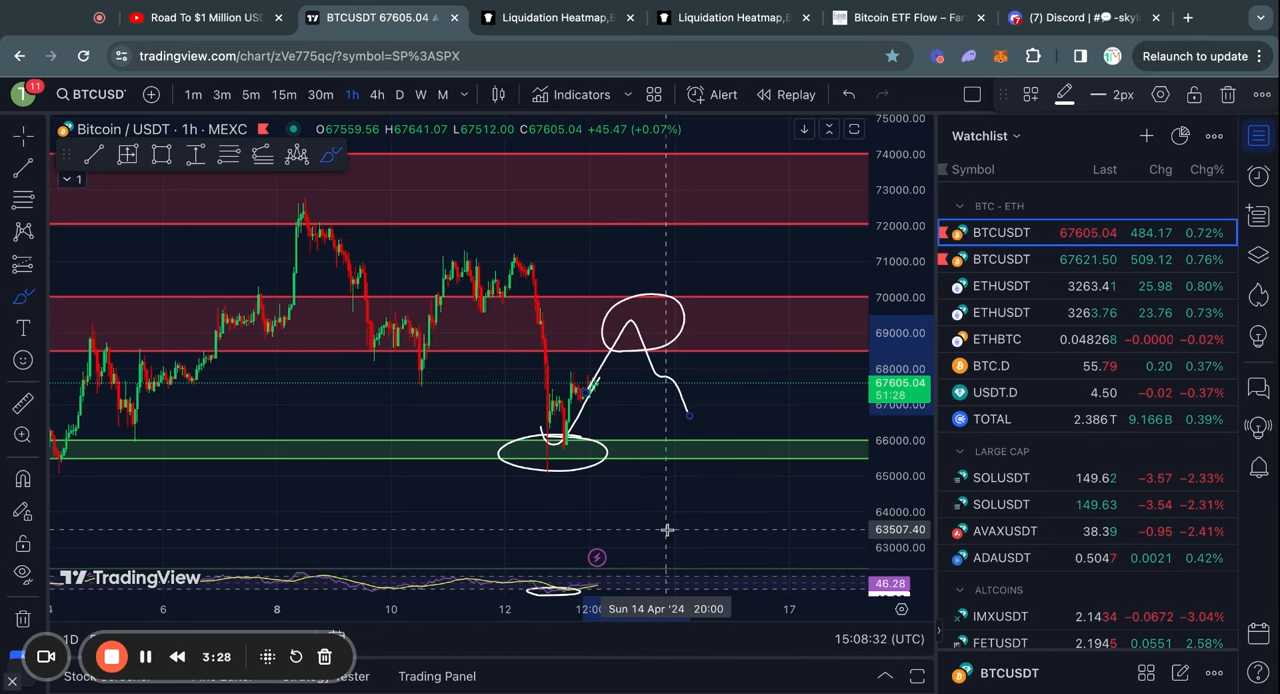 Road To $1 Million USD
BTCUSDT 67605.04
Liquidation Heatmap,B
Liquidation Heatmap,B
Bitcoin ETF Flow – Far
(7) Discord | #
tradingview.com/chart/zVe775qc/?symbol=SP%3ASPX
Relaunch to update
11
T
BTCUSDT
1m 3m 5m 15m 30m 1h 4h D W M
Indicators
Alert
Replay
2px
Bitcoin / USDT · 1h · MEXC
O67559.56 H67641.07 L67512.00 C67605.04 +45.47 (+0.07%)
1
75000.00
74000.00
73000.00
72000.00
71000.00
70000.00
69000.00
68000.00
67605.04
51:28
67000.00
66000.00
65000.00
64000.00
63507.40
63000.00
46.28
TradingView
6 8 10 12 12:00
Sun 14 Apr '24 20:00
17
1D
15:08:32 (UTC)
3:28
Trading Panel
Watchlist
Symbol Last Chg Chg%
BTC - ETH
BTCUSDT 67605.04 484.17 0.72%
BTCUSDT 67621.50 509.12 0.76%
ETHUSDT 3263.41 25.98 0.80%
ETHUSDT 3263.76 23.76 0.73%
ETHBTC 0.048268 −0.0000 −0.02%
BTC.D 55.79 0.20 0.37%
USDT.D 4.50 −0.02 −0.37%
TOTAL 2.386 T 9.166 B 0.39%
LARGE CAP
SOLUSDT 149.62 −3.57 −2.33%
SOLUSDT 149.63 −3.54 −2.31%
AVAXUSDT 38.39 −0.95 −2.41%
ADAUSDT 0.5047 0.0021 0.42%
ALTCOINS
IMXUSDT 2.1434 −0.0672 −3.04%
FETUSDT 2.1945 0.0551 2.58%
BTCUSDT